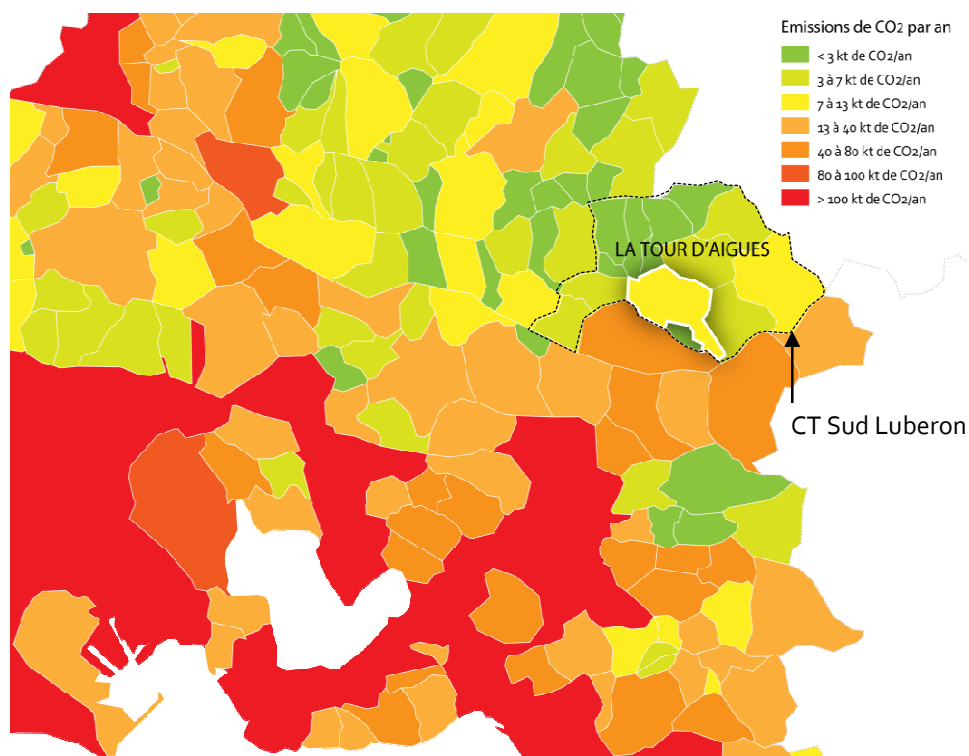 Emissions de CO2 par an
< 3 kt de CO2/an
3 à 7 kt de CO2/an
7 à 13 kt de CO2/an
13 à 40 kt de CO2/an
40 à 80 kt de CO2/an
80 à 100 kt de CO2/an
> 100 kt de CO2/an
LA TOUR D'AIGUES
CT Sud Luberon